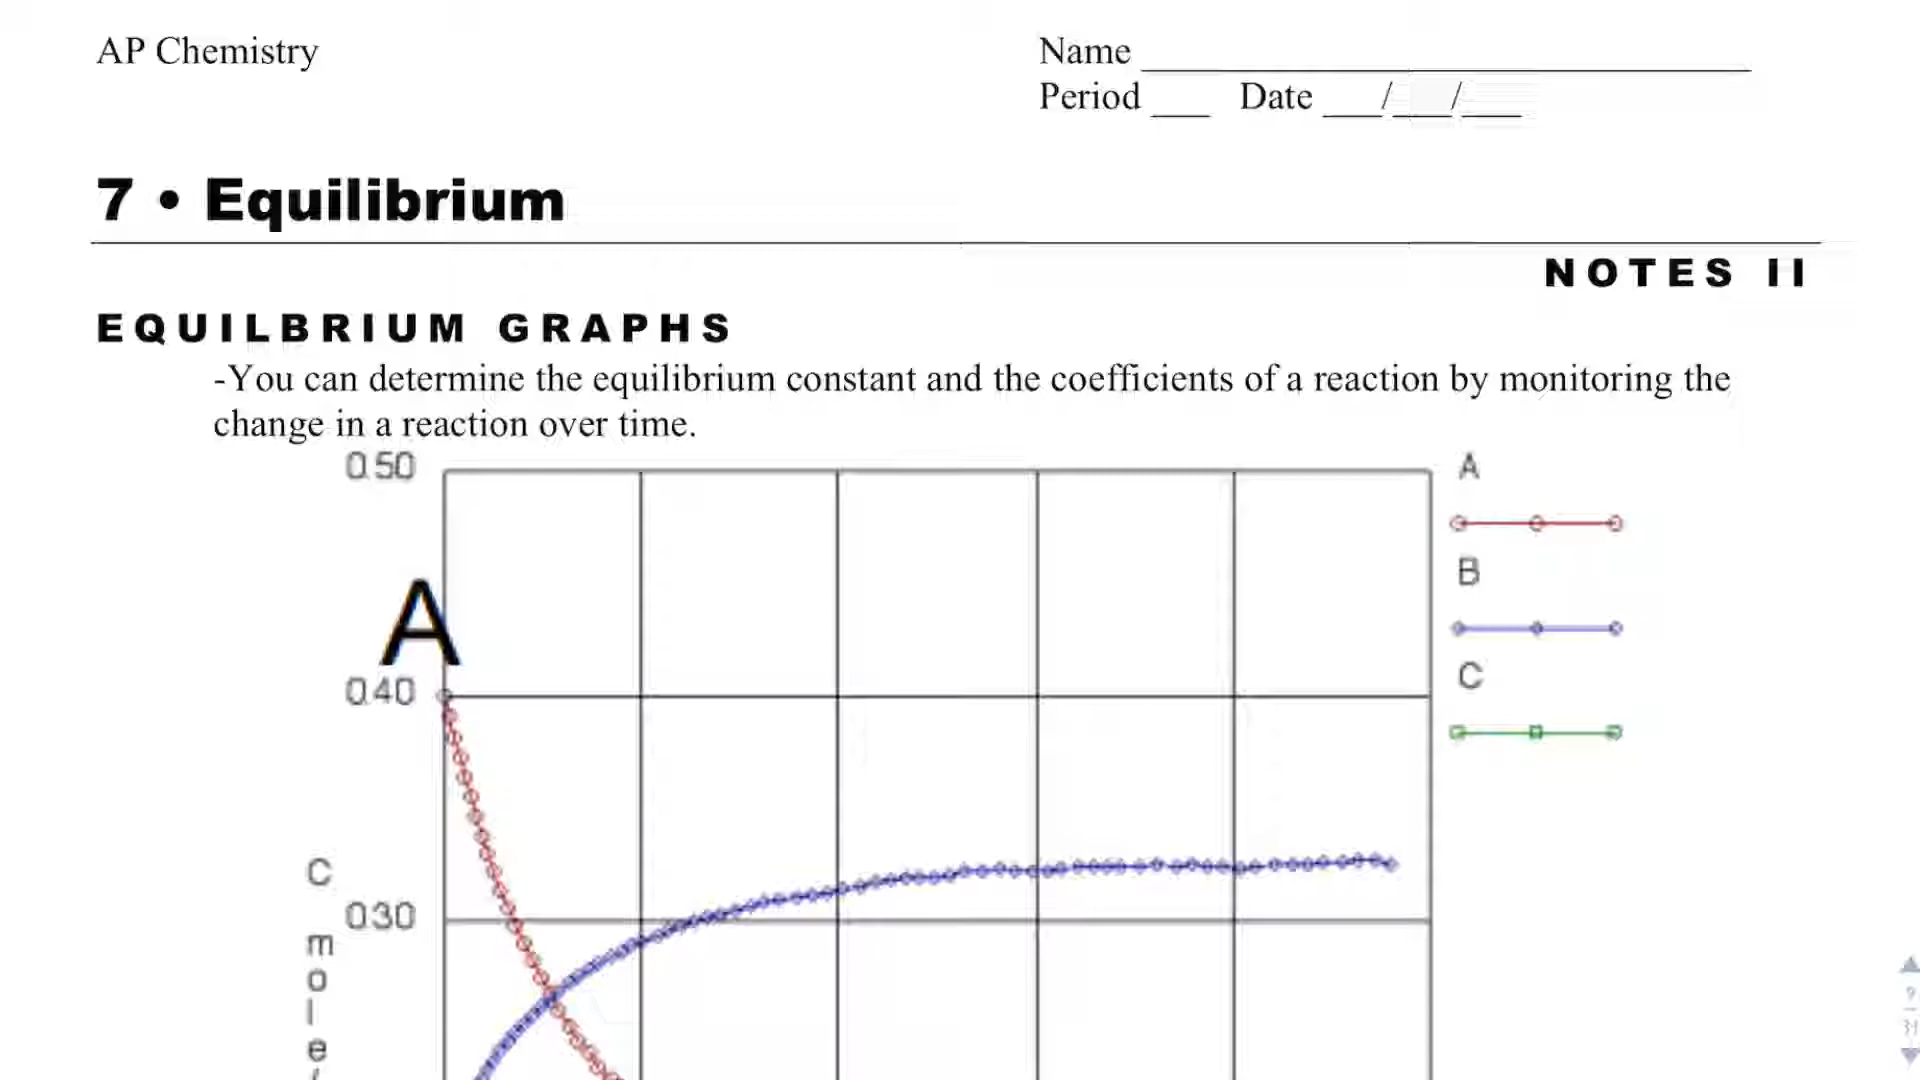 AP Chemistry
Name
Period Date / /
7 • Equilibrium
NOTES II
EQUILBRIUM GRAPHS
-You can determine the equilibrium constant and the coefficients of a reaction by monitoring the
change in a reaction over time.
0.50
A
B
A
0.40
C
C
0.30
m
o
l
e